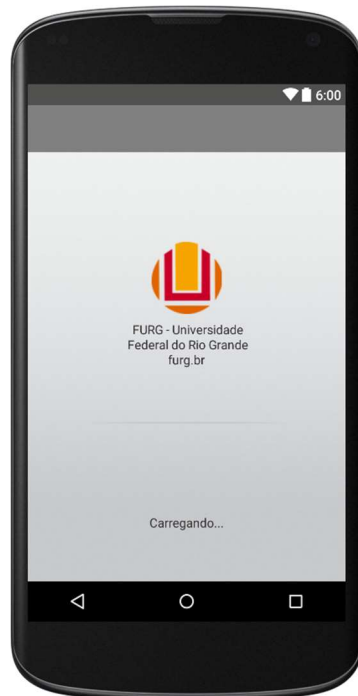 6:00
FURG - Universidade
Federal do Rio Grande
furg.br
Carregando...